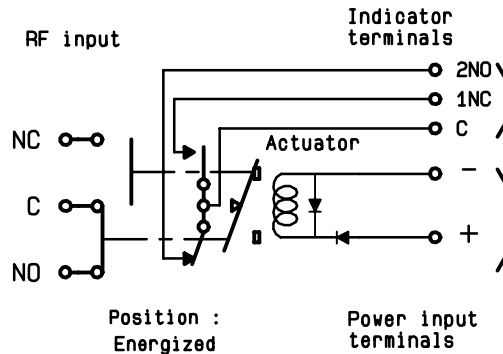 RF input
Indicator
terminals
2NO
1NC
C
Actuator
NC
C
NO
-
+
Position :
Energized
Power input
terminals